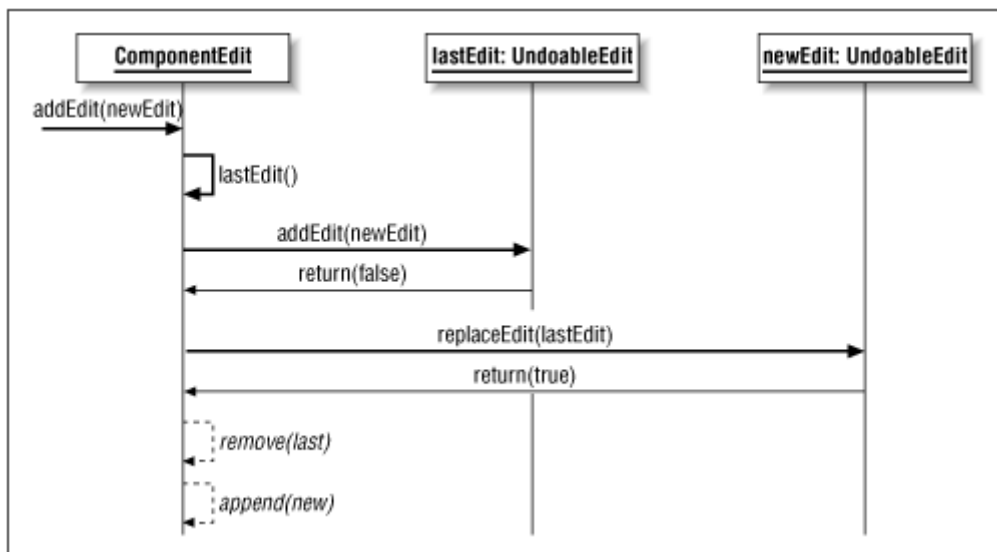 ComponentEdit
lastEdit: UndoableEdit
newEdit: UndoableEdit
addEdit(newEdit)
lastEdit()
addEdit(newEdit)
return(false)
replaceEdit(lastEdit)
return(true)
remove(last)
append(new)